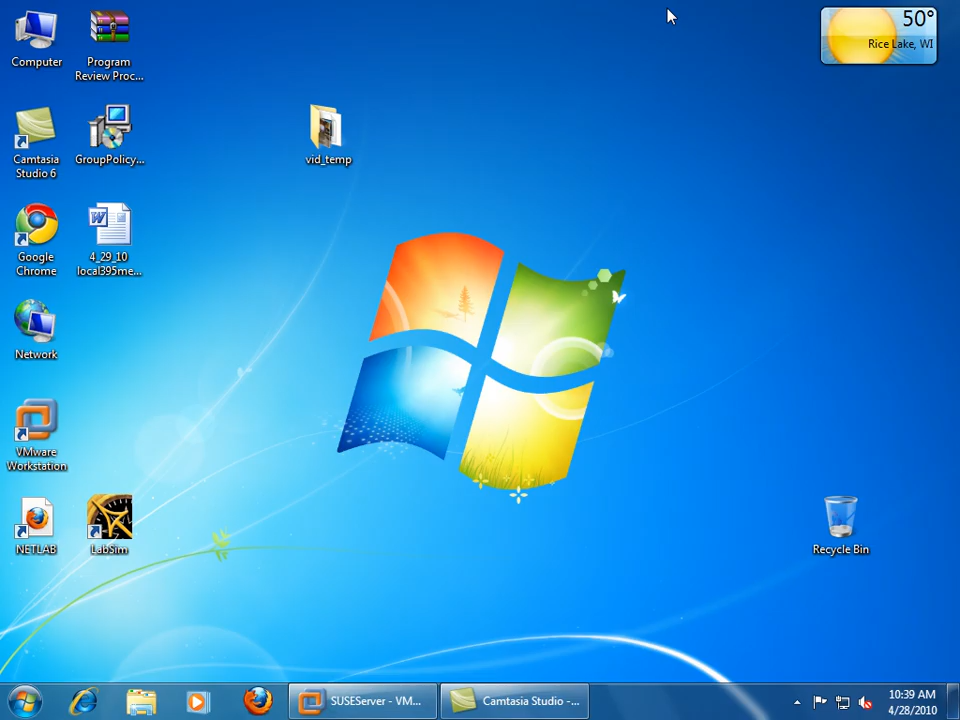 Computer
Program
Review Proc...
50°
Rice Lake, WI
Camtasia
Studio 6
GroupPolicy...
vid_temp
Google
Chrome
4_29_10
local395me...
Network
VMware
Workstation
NETLAB
LabSim
Recycle Bin
SUSEServer - VM...
Camtasia Studio -...
10:39 AM
4/28/2010